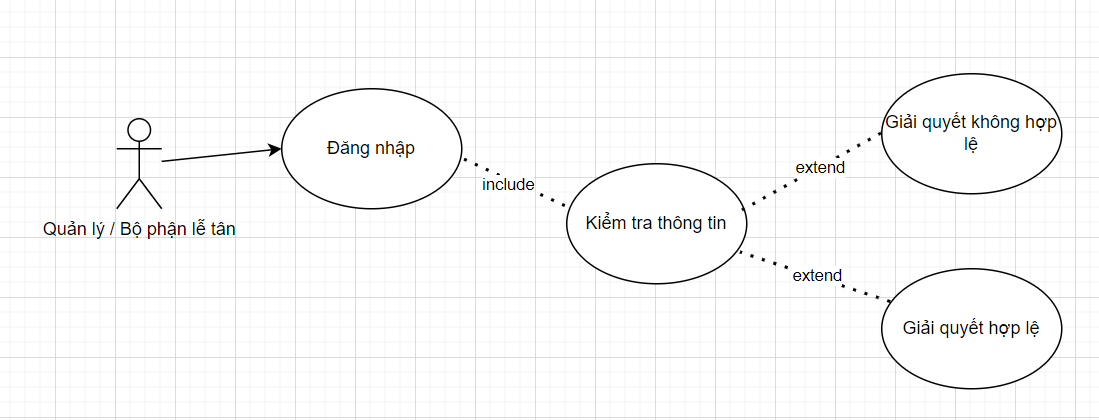 Giải quyết không hợp
lệ
Đăng nhập
extend
include
Kiểm tra thông tin
Quản lý / Bộ phận lễ tân
extend
Giải quyết hợp lệ